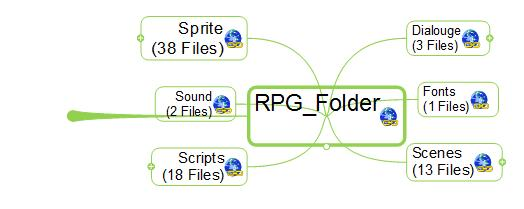 Sprite
(38 Files)
Dialouge
(3 Files)
Sound
(2 Files)
RPG_Folder
Fonts
(1 Files)
Scripts
(18 Files)
Scenes
(13 Files)